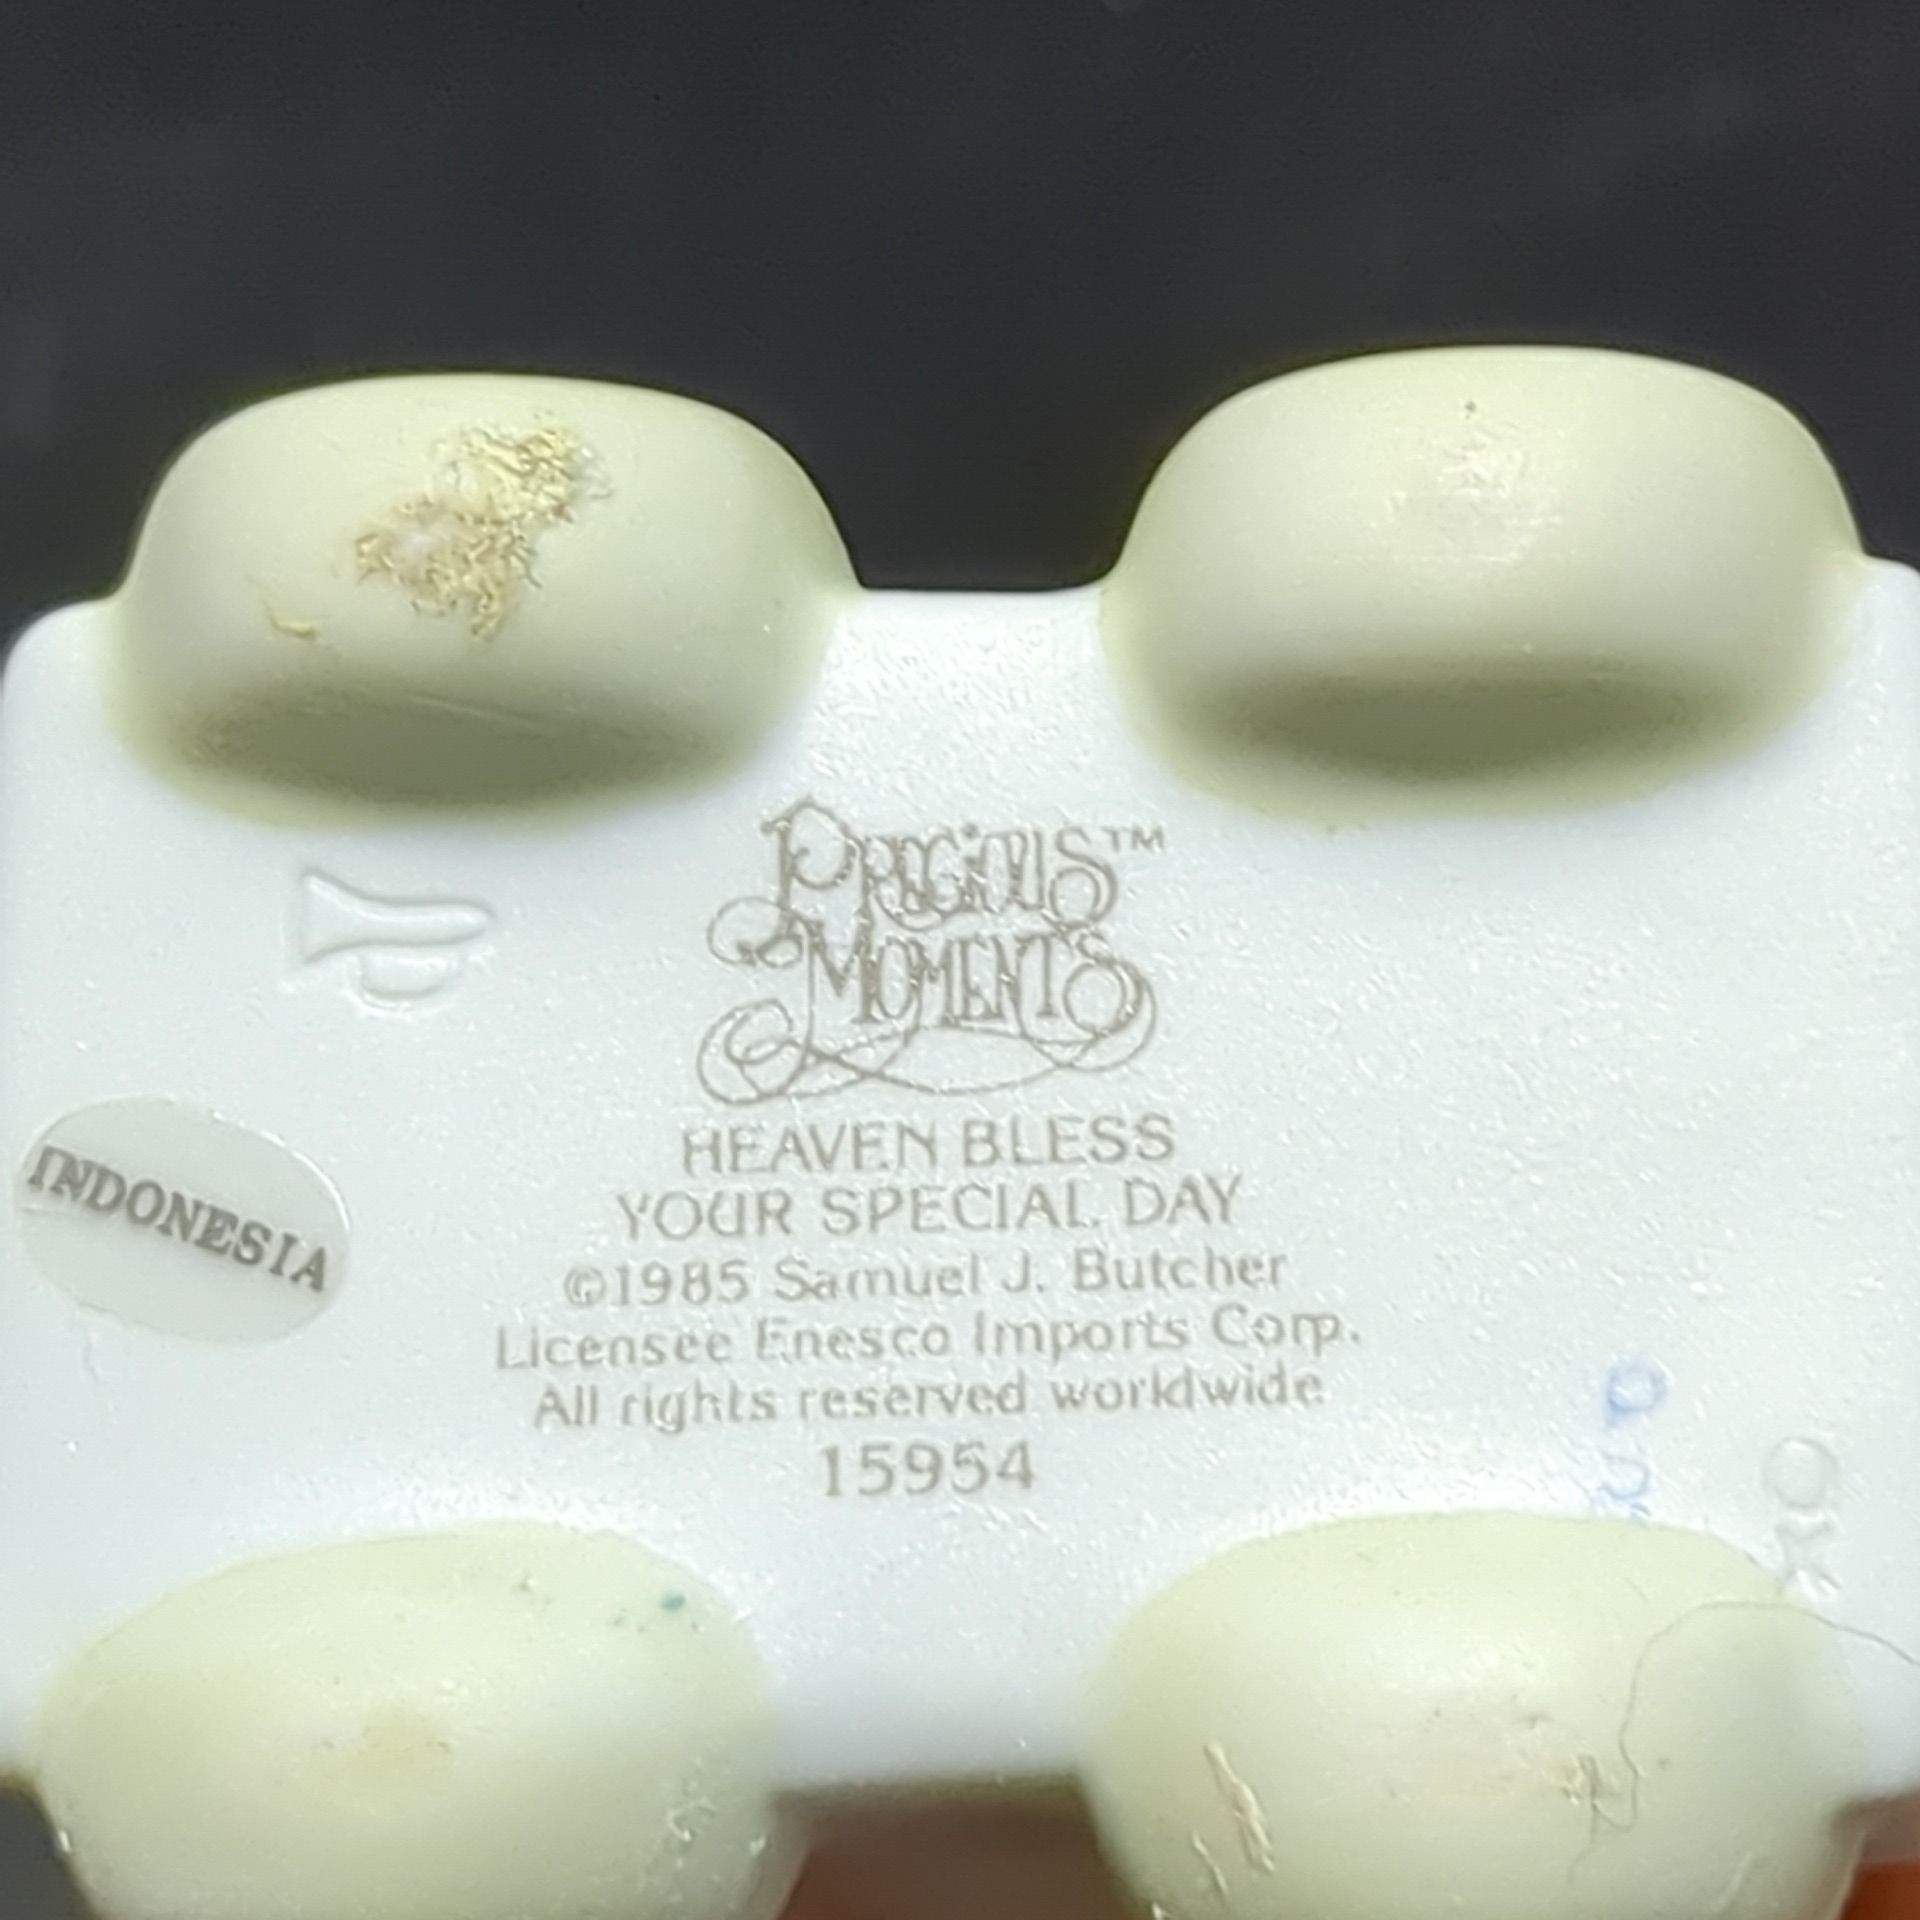 PRECIOUS™
MOMENTS
HEAVEN BLESS
YOUR SPECIAL DAY
©1985 Samuel J. Butcher
Licensee Enesco Imports Corp.
All rights reserved worldwide
15954
INDONESIA